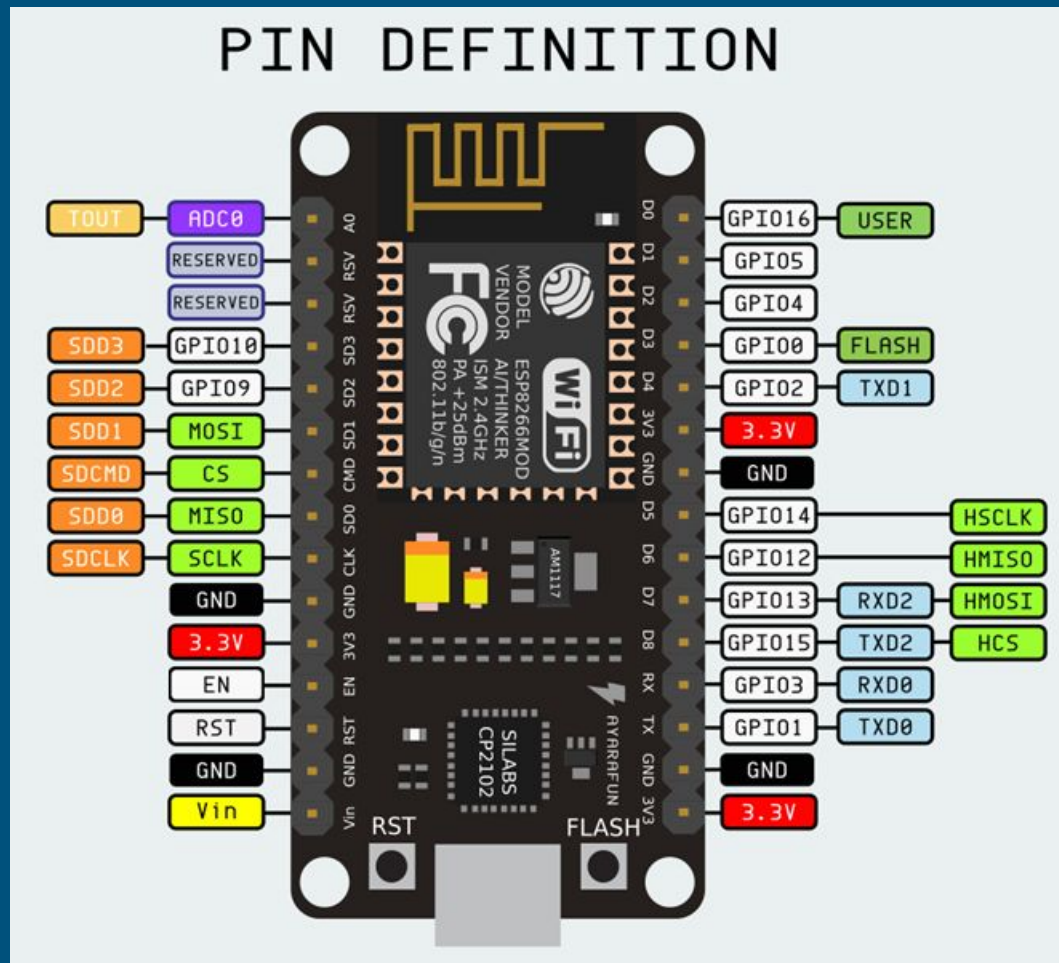 PIN DEFINITION
TOUT ADC0 A0
RESERVED RSV
RESERVED RSV
SDD3 GPIO10 SD3
SDD2 GPIO9 SD2
SDD1 MOSI SD1
SDCMD CS CMD
SDD0 MISO SD0
SDCLK SCLK CLK
GND GND
3.3V 3V3
EN EN
RST RST
GND GND
Vin Vin
MODEL ESP8266MOD
VENDOR AI/THINKER
ISM 2.4GHz
PA +25dBm
802.11b/g/n
FC
WiFi
AM1117
SILABS
CP2102
AYARAFUN
RST
FLASH
D0 GPIO16 USER
D1 GPIO5
D2 GPIO4
D3 GPIO0 FLASH
D4 GPIO2 TXD1
3V3 3.3V
GND GND
D5 GPIO14 HSCLK
D6 GPIO12 HMISO
D7 GPIO13 RXD2 HMOSI
D8 GPIO15 TXD2 HCS
RX GPIO3 RXD0
TX GPIO1 TXD0
GND GND
3V3 3.3V